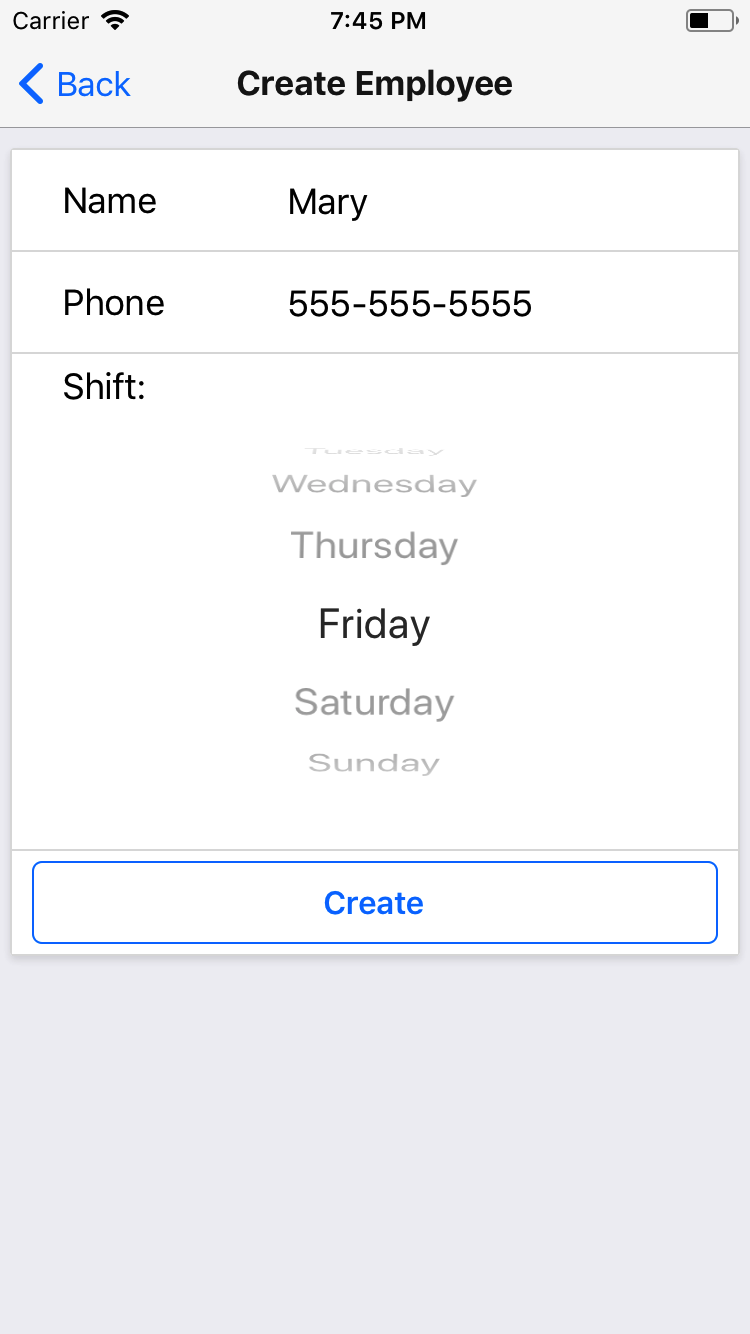 Carrier 7:45 PM
Back Create Employee
Name Mary
Phone 555-555-5555
Shift:
Tuesday
Wednesday
Thursday
Friday
Saturday
Sunday
Create